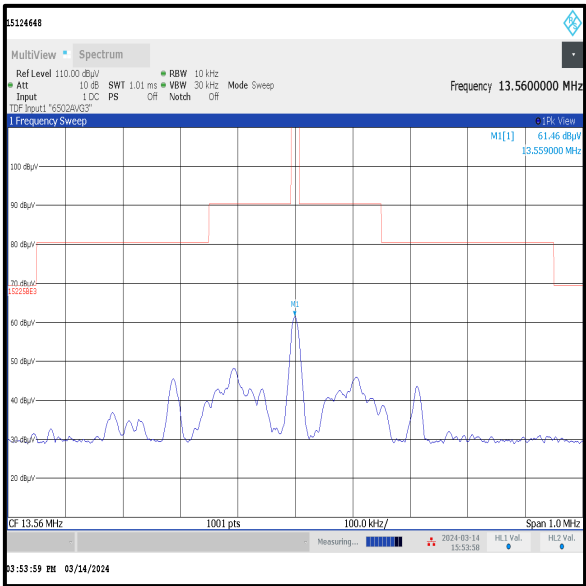 15124648
MultiView Spectrum
Ref Level 110.00 dBµV RBW 10 kHz
Att 10 dB SWT 1.01 ms VBW 30 kHz Mode Sweep Frequency 13.5600000 MHz
Input 1 DC PS Off Notch Off
TDF Input1 "6502AVG3"
1 Frequency Sweep 1Pk View
M1[1] 61.46 dBµV
13.559000 MHz
100 dBµV
90 dBµV
80 dBµV
70 dBµV
15225BE3
M1
60 dBµV
50 dBµV
40 dBµV
30 dBµV
20 dBµV
CF 13.56 MHz 1001 pts 100.0 kHz/ Span 1.0 MHz
Measuring... 2024-03-14 HL1 Val. HL2 Val.
15:53:58
03:53:59 PM 03/14/2024